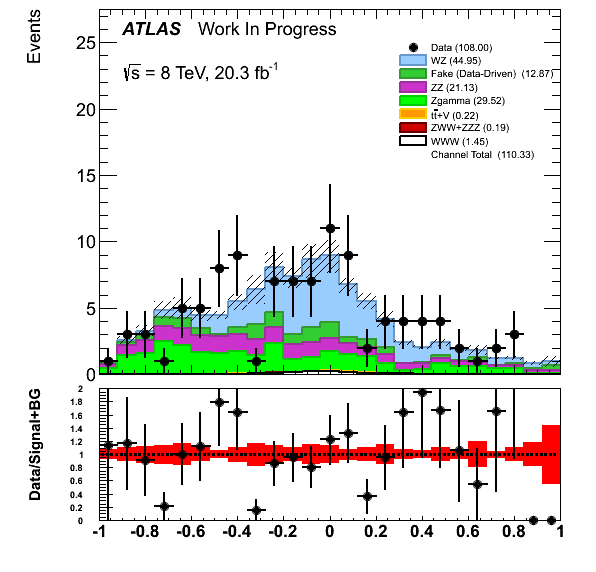 ATLAS Work In Progress
√s = 8 TeV, 20.3 fb-1
Events
25
20
15
10
5
0
Data (108.00)
WZ (44.95)
Fake (Data-Driven) (12.87)
ZZ (21.13)
Zgamma (29.52)
tt̄+V (0.22)
ZWW+ZZZ (0.19)
WWW (1.45)
Channel Total (110.33)
Data/Signal+BG
2
1.8
1.6
1.4
1.2
1
0.8
0.6
0.4
0.2
0
-1 -0.8 -0.6 -0.4 -0.2 0 0.2 0.4 0.6 0.8 1